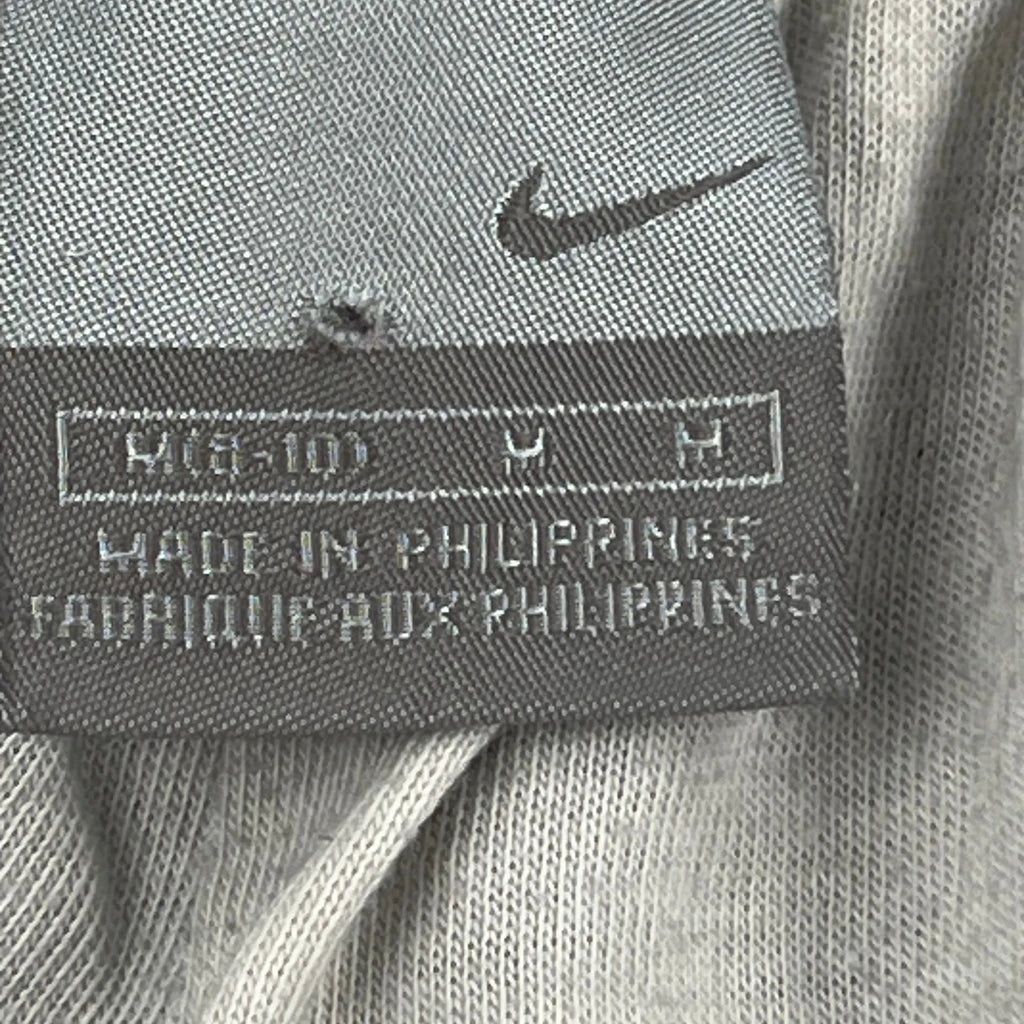 M(8-10) M M
MADE IN PHILIPPINES
FABRIQUE AUX PHILIPPINES